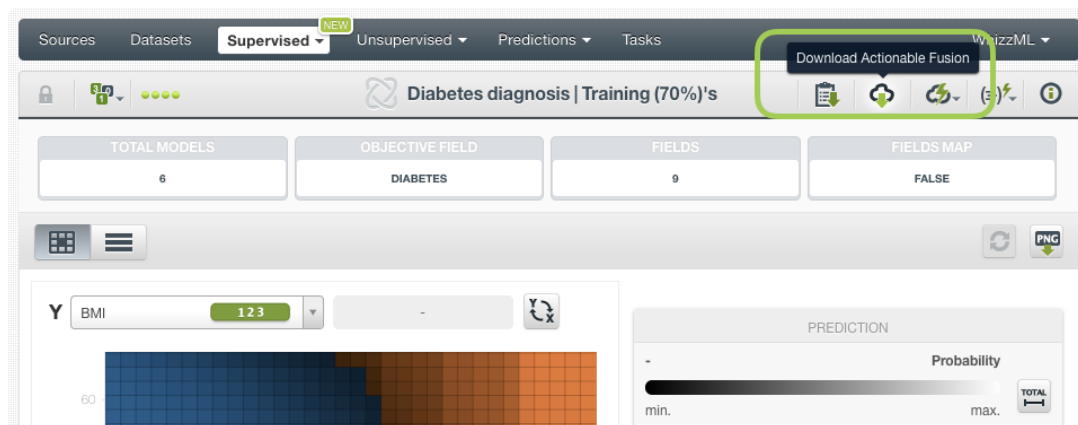 NEW
Sources Datasets Supervised Unsupervised Predictions Tasks WhizzML
Download Actionable Fusion
Diabetes diagnosis | Training (70%)'s
TOTAL MODELS OBJECTIVE FIELD FIELDS FIELDS MAP
6 DIABETES 9 FALSE
PNG
Y BMI 123 - Y X
PREDICTION
- Probability
TOTAL
min. max.
60